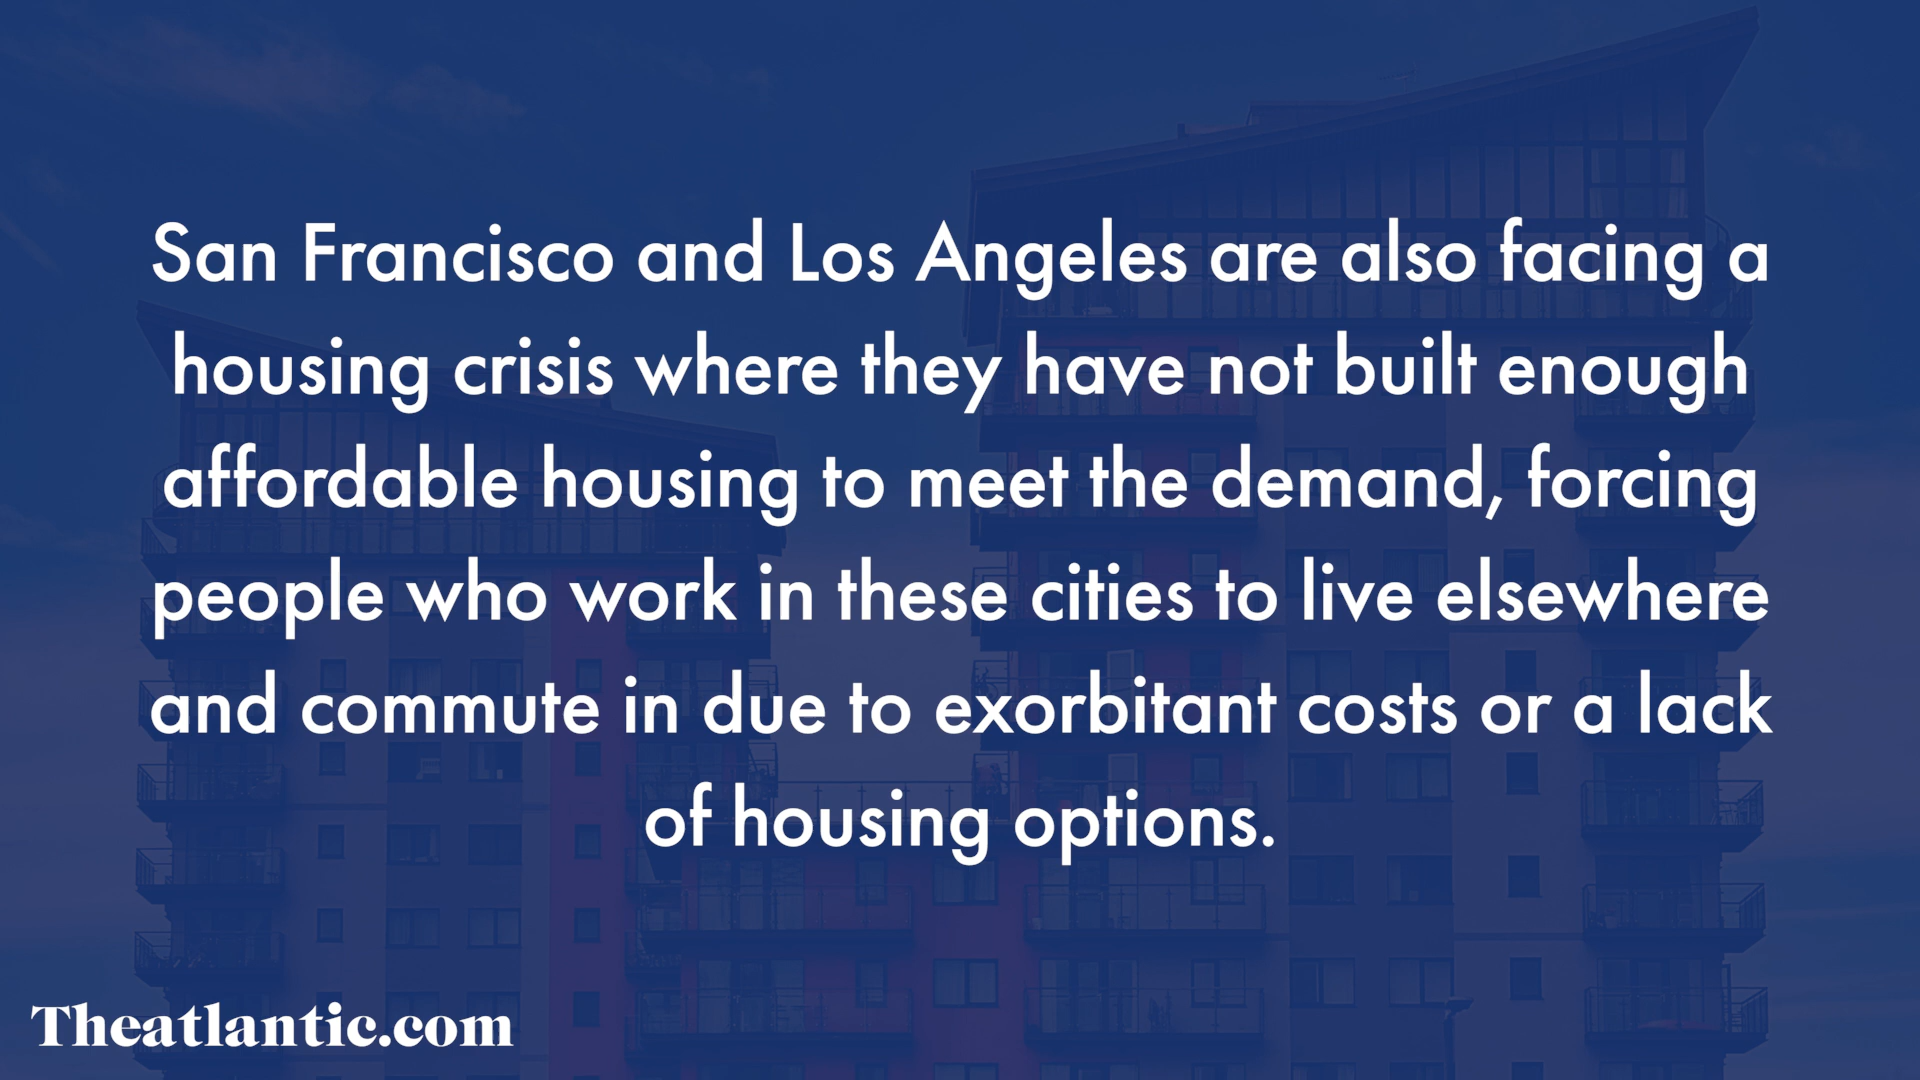 San Francisco and Los Angeles are also facing a
housing crisis where they have not built enough
affordable housing to meet the demand, forcing
people who work in these cities to live elsewhere
and commute in due to exorbitant costs or a lack
of housing options.
Theatlantic.com